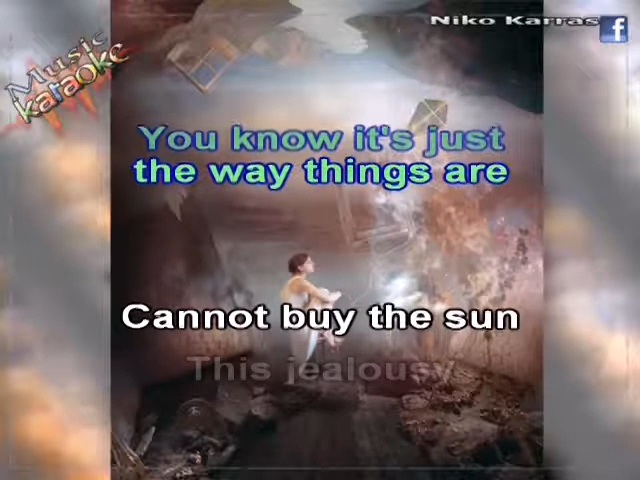 Niko Karras f
Music
karaoke
You know it's just
the way things are
Cannot buy the sun
This jealousy